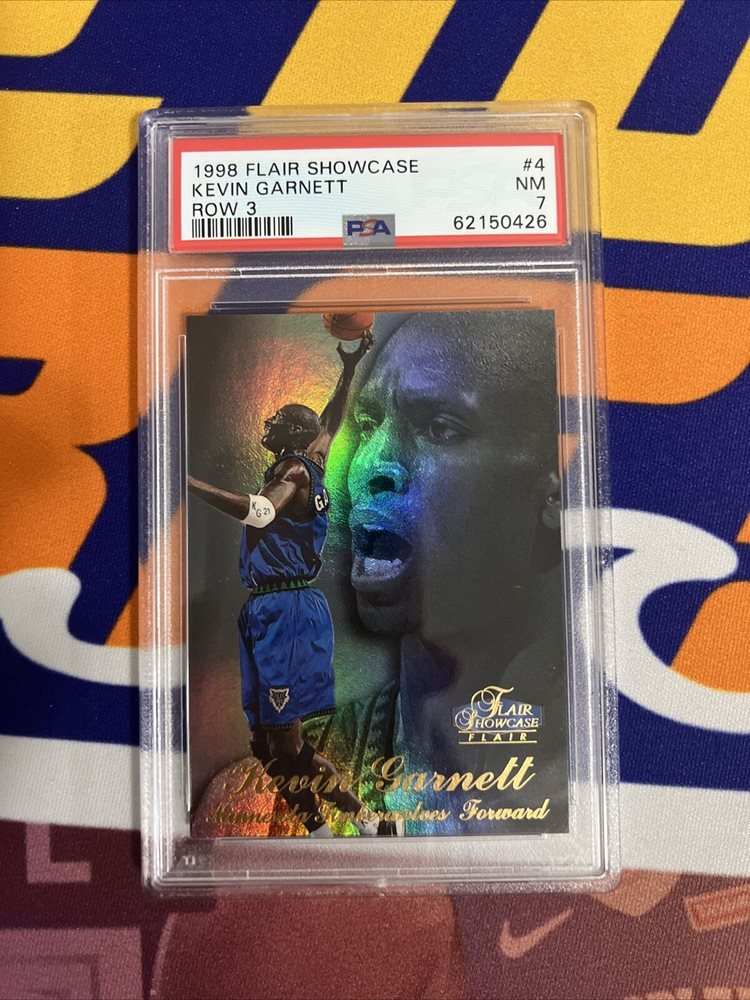 1998 FLAIR SHOWCASE #4
KEVIN GARNETT NM
ROW 3 7
PSA 62150426
KG 21
FLAIR
SHOWCASE
FLAIR
Kevin Garnett
Minnesota Timberwolves Forward